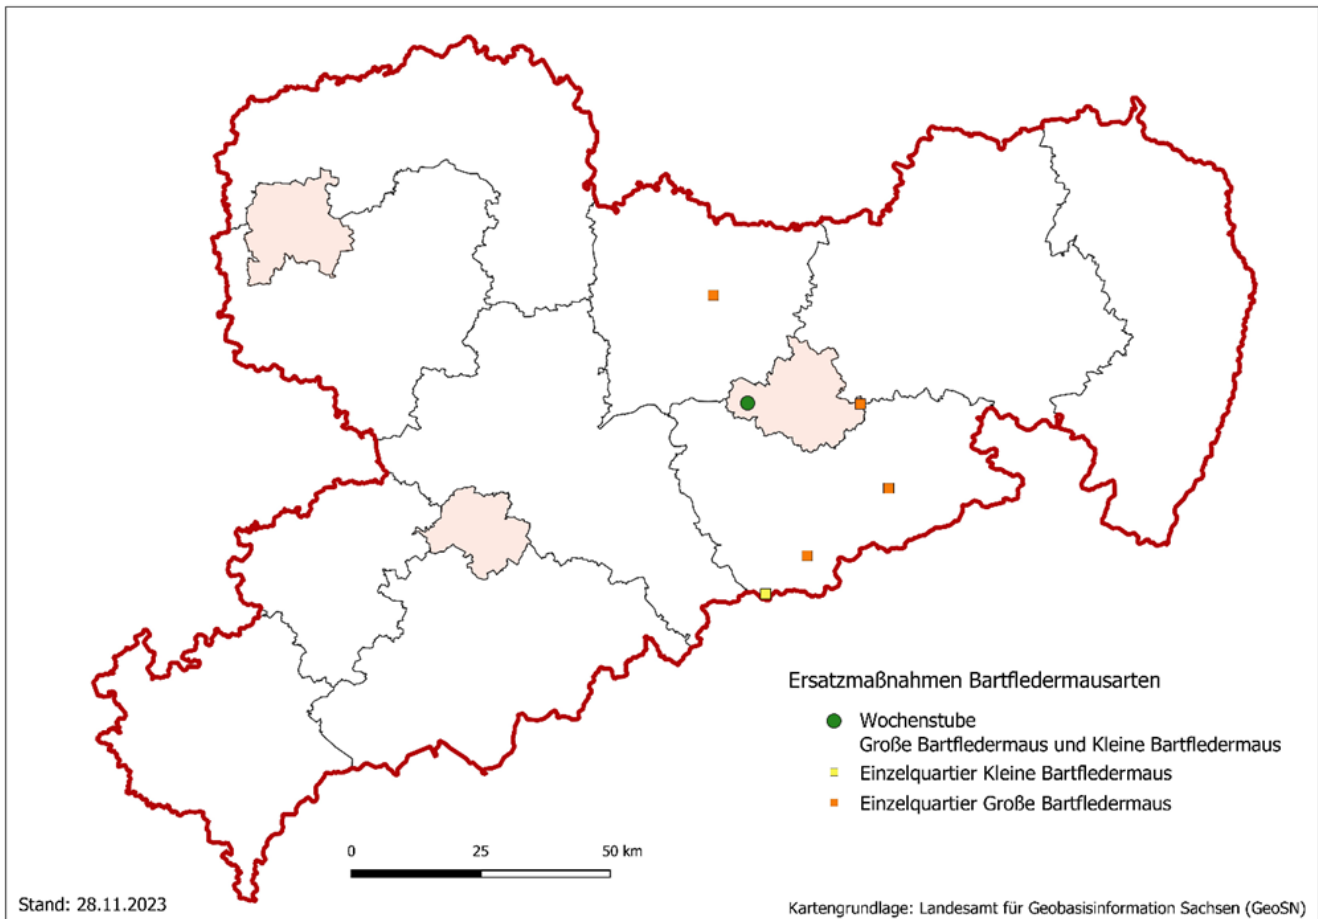 Ersatzmaßnahmen Bartfledermausarten
Wochenstube
Große Bartfledermaus und Kleine Bartfledermaus
Einzelquartier Kleine Bartfledermaus
Einzelquartier Große Bartfledermaus
0 25 50 km
Stand: 28.11.2023
Kartengrundlage: Landesamt für Geobasisinformation Sachsen (GeoSN)